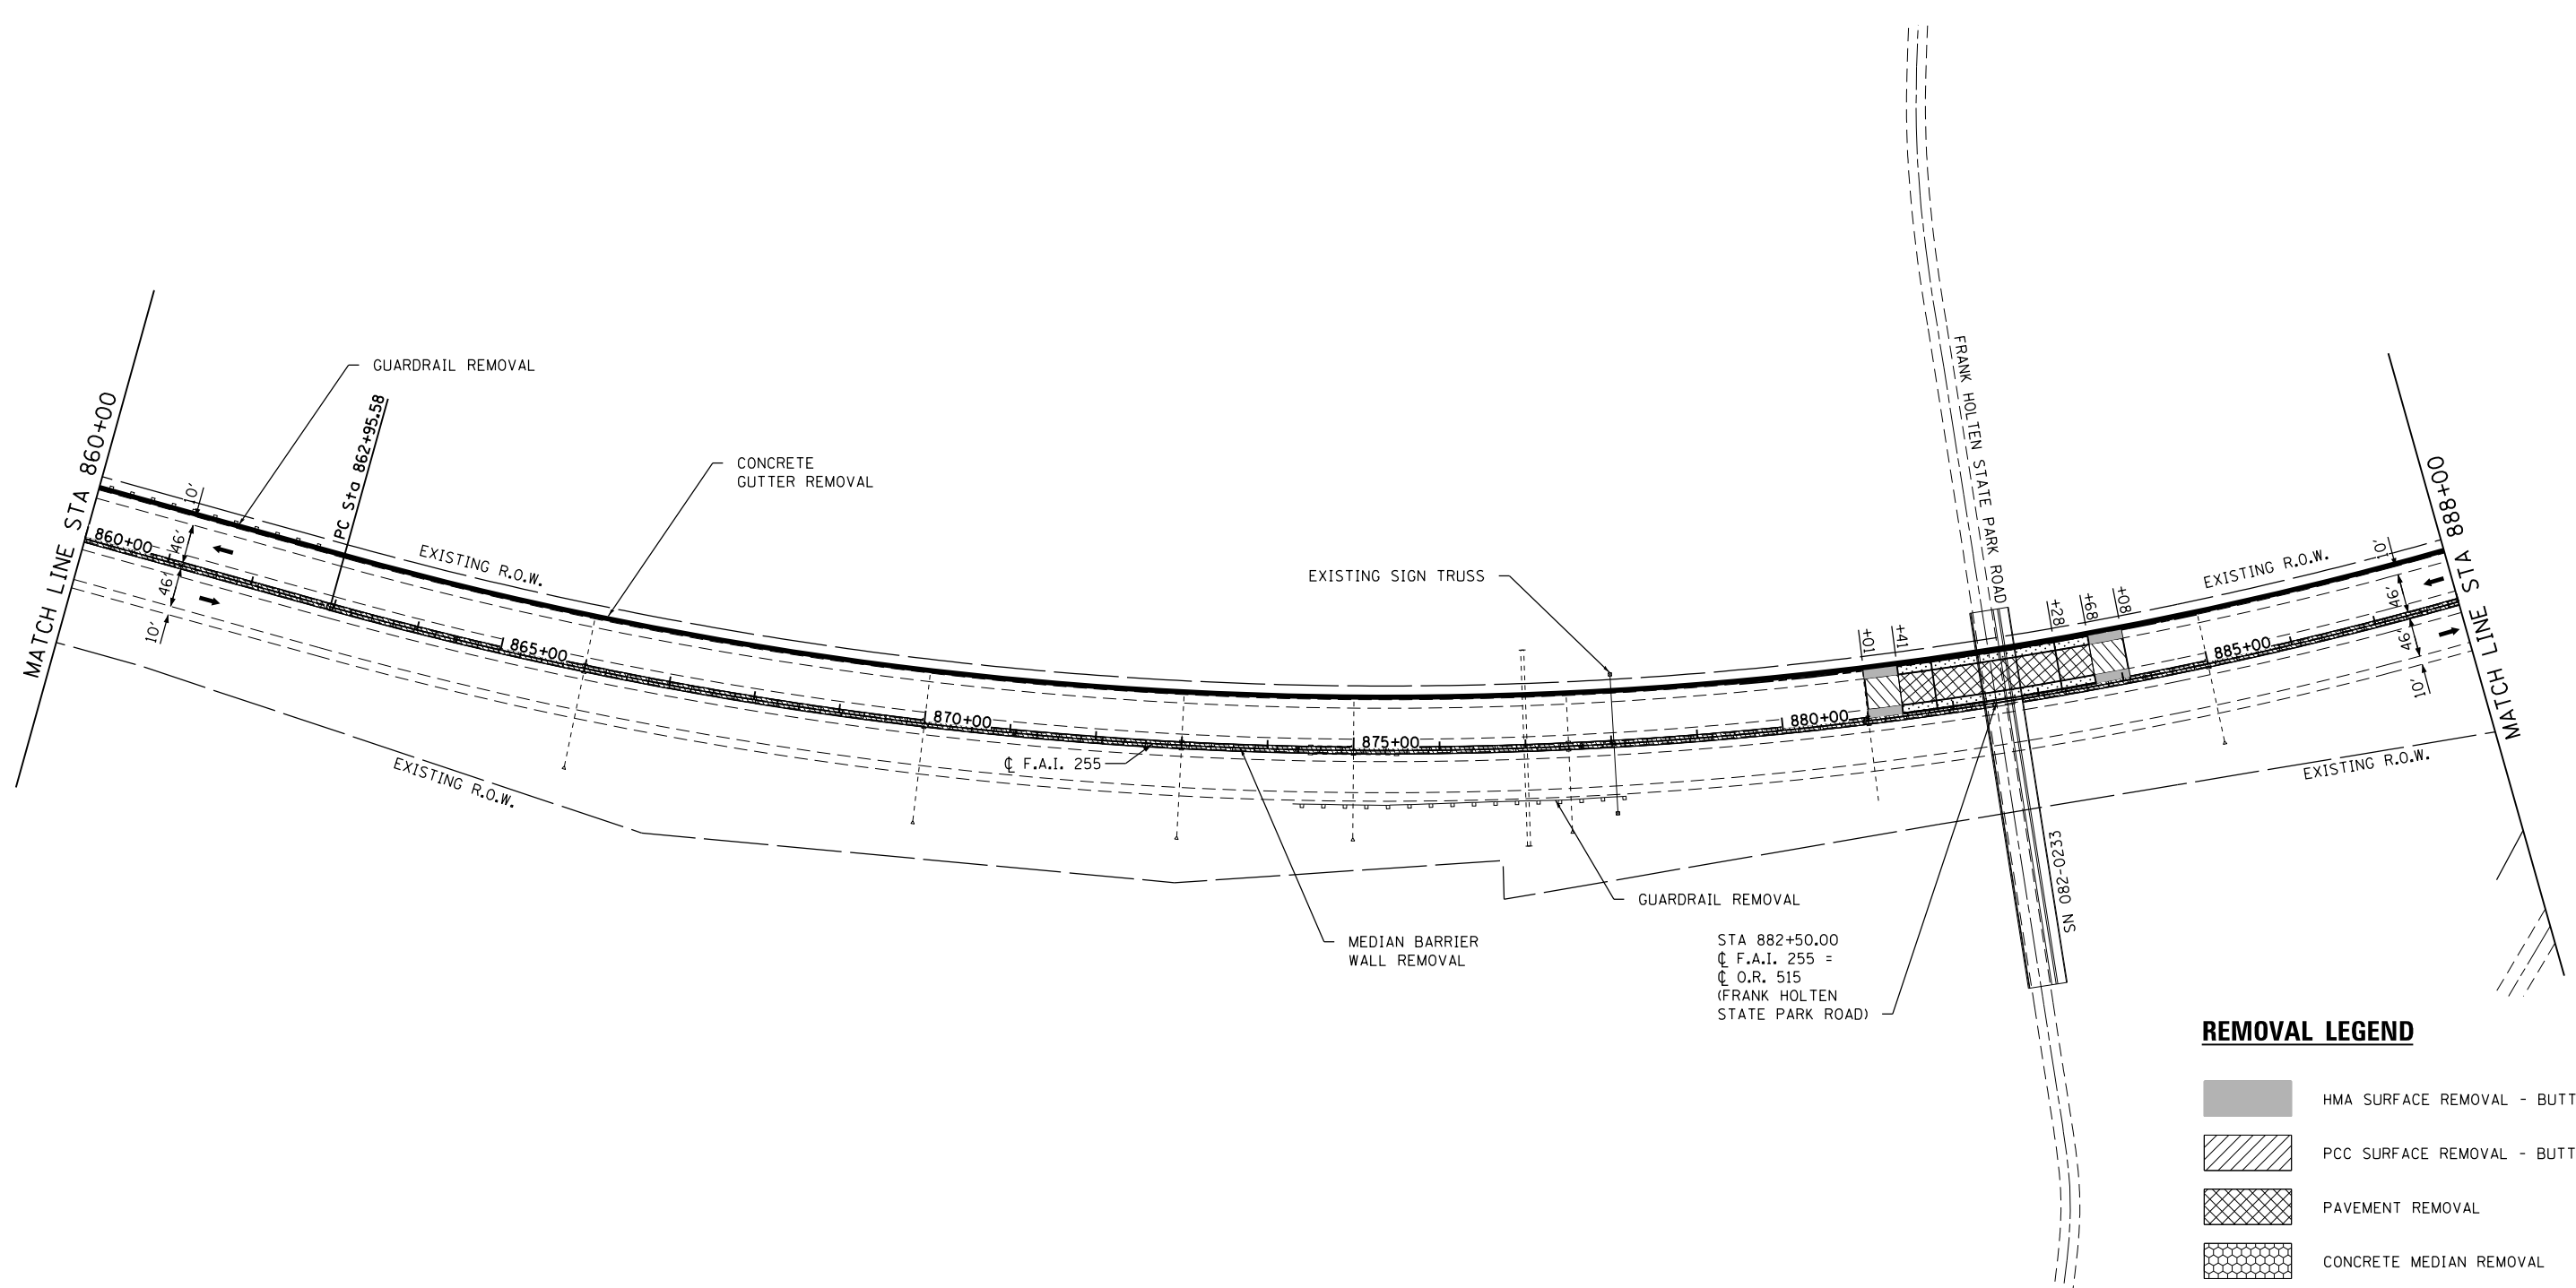 MATCH LINE STA 860+00
GUARDRAIL REMOVAL
PC Sta 862+95.58
10'
46'
46'
10'
860+00
EXISTING R.O.W.
CONCRETE
GUTTER REMOVAL
865+00
EXISTING R.O.W.
870+00
℄ F.A.I. 255
875+00
EXISTING SIGN TRUSS
MEDIAN BARRIER
WALL REMOVAL
GUARDRAIL REMOVAL
880+00
+01
+41
FRANK HOLTEN STATE PARK ROAD
+28
+68
+08
STA 882+50.00
℄ F.A.I. 255 =
℄ O.R. 515
(FRANK HOLTEN
STATE PARK ROAD)
SN 082-0233
885+00
EXISTING R.O.W.
EXISTING R.O.W.
10'
46'
46'
10'
MATCH LINE STA 888+00
REMOVAL LEGEND
HMA SURFACE REMOVAL - BUTT
PCC SURFACE REMOVAL - BUTT
PAVEMENT REMOVAL
CONCRETE MEDIAN REMOVAL